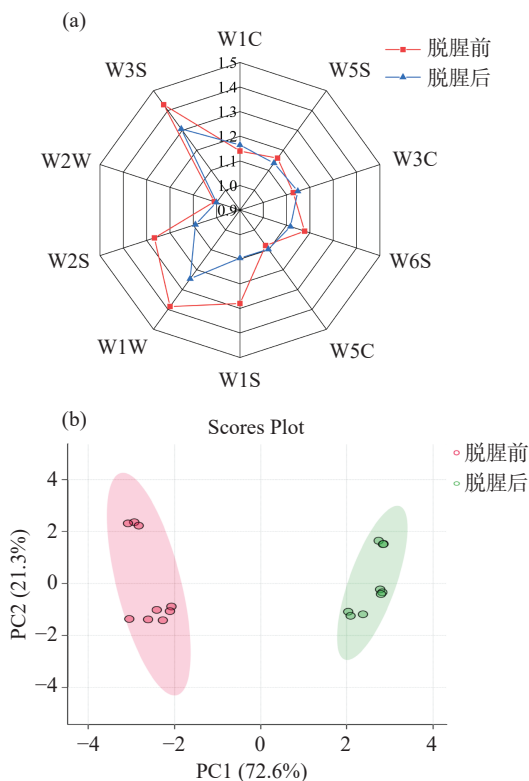 (a)
W1C
脱腥前
脱腥后
W5S
W3C
W6S
W5C
W1S
W1W
W2S
W2W
W3S
1.5
1.4
1.3
1.2
1.1
1.0
0.9
(b)
Scores Plot
脱腥前
脱腥后
PC2 (21.3%)
4
2
0
−2
−4
−4 −2 0 2 4
PC1 (72.6%)